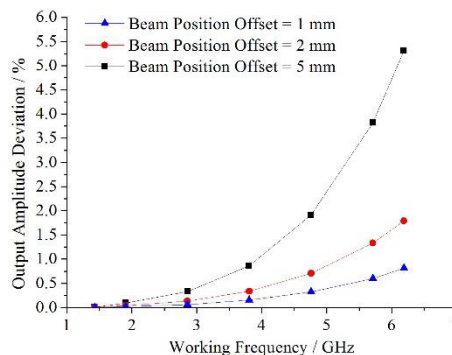 6.0
5.5
5.0
4.5
4.0
3.5
3.0
2.5
2.0
1.5
1.0
0.5
0.0
Output Amplitude Deviation / %
Beam Position Offset = 1 mm
Beam Position Offset = 2 mm
Beam Position Offset = 5 mm
1 2 3 4 5 6
Working Frequency / GHz